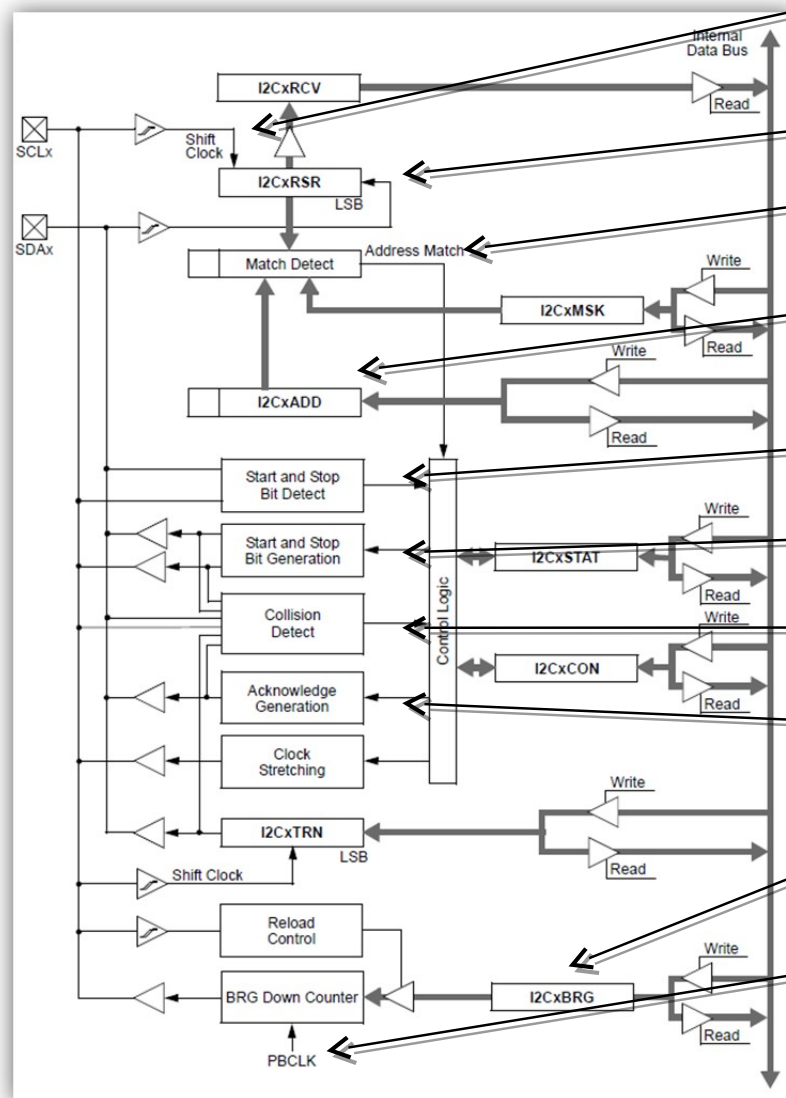 Internal
Data Bus
I2CxRCV
Read
SCLx
Shift
Clock
I2CxRSR
LSB
SDAx
Match Detect
Address Match
Write
I2CxMSK
Read
Write
I2CxADD
Read
Start and Stop
Bit Detect
Write
Start and Stop
Bit Generation
I2CxSTAT
Read
Control Logic
Collision
Detect
Write
I2CxCON
Acknowledge
Generation
Read
Clock
Stretching
Write
I2CxTRN
LSB
Read
Shift Clock
Reload
Control
Write
BRG Down Counter
I2CxBRG
Read
PBCLK